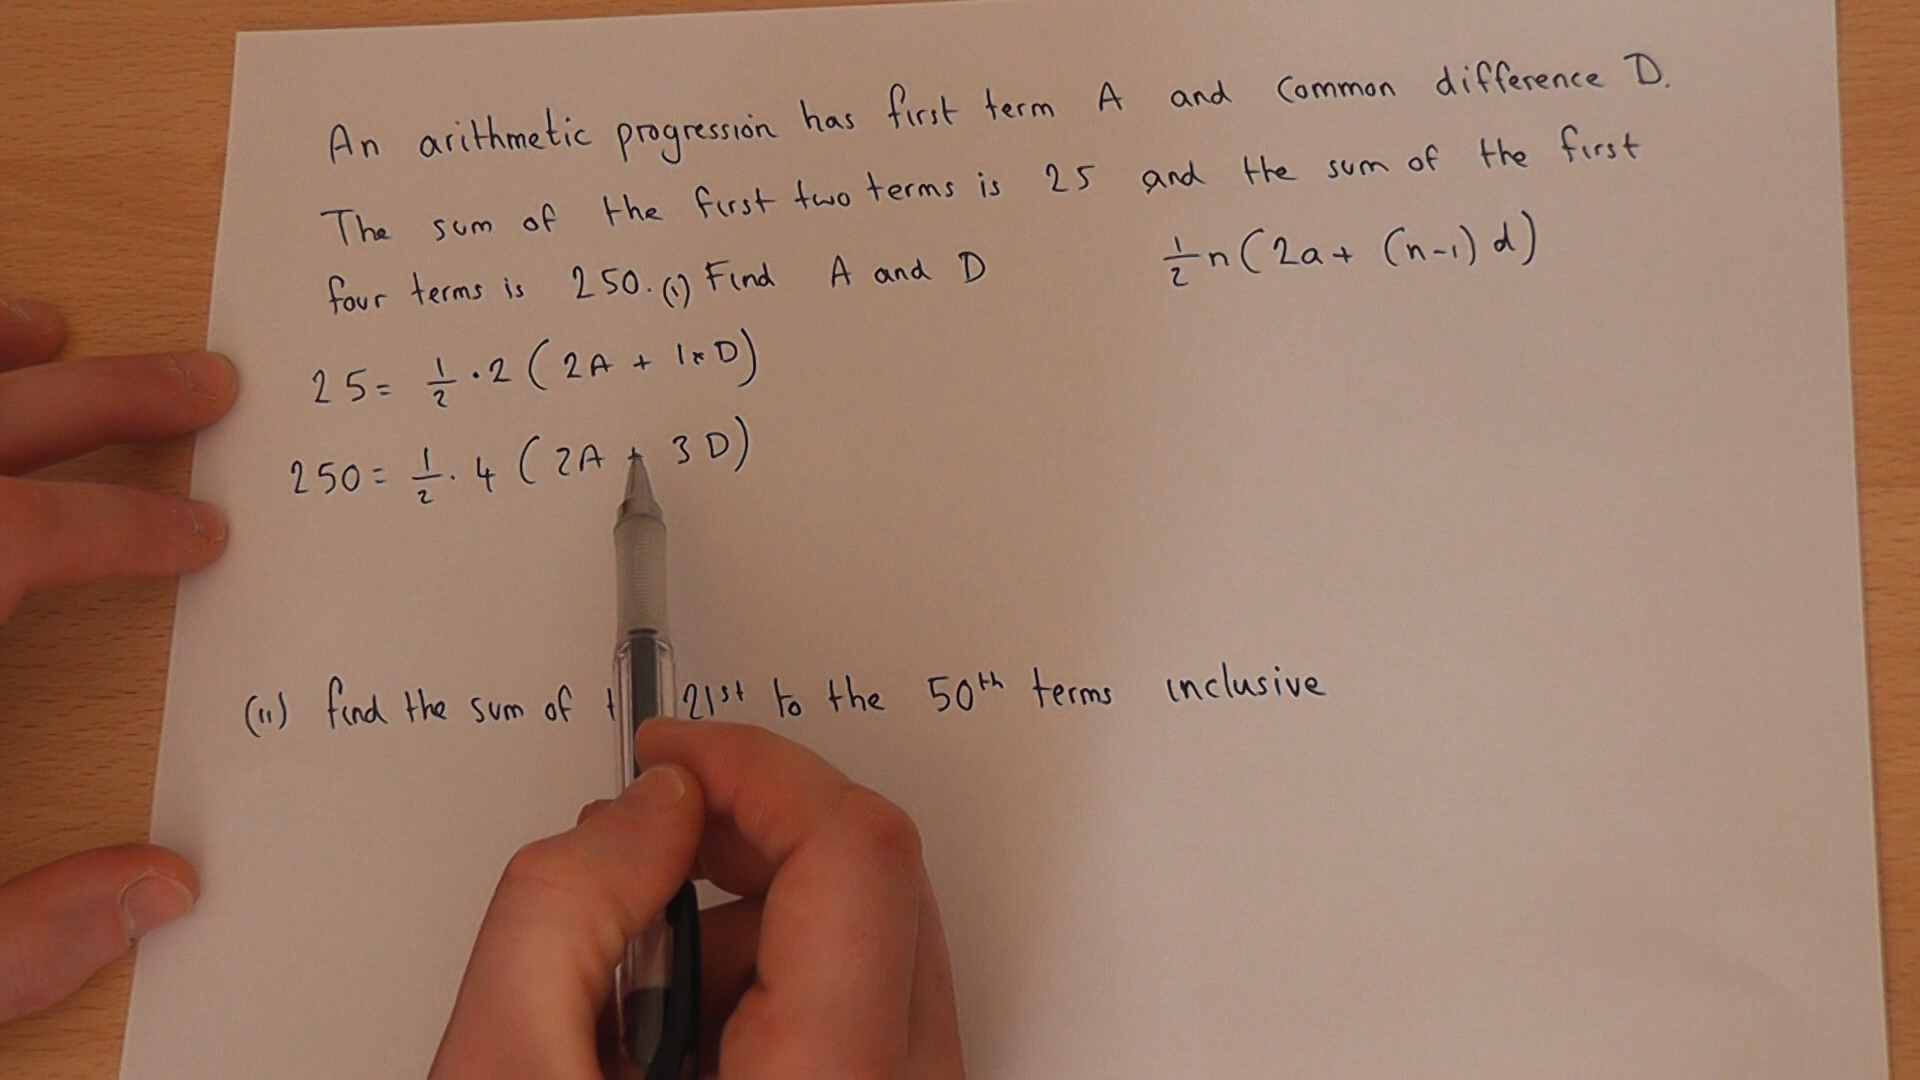 An arithmetic progression has first term A and common difference D.
The sum of the first two terms is 25 and the sum of the first
four terms is 250. (i) Find A and D
½n(2a + (n-1)d)
25 = ½ · 2 (2A + 1×D)
250 = ½ · 4 (2A + 3D)
(ii) find the sum of 21st to the 50th terms inclusive